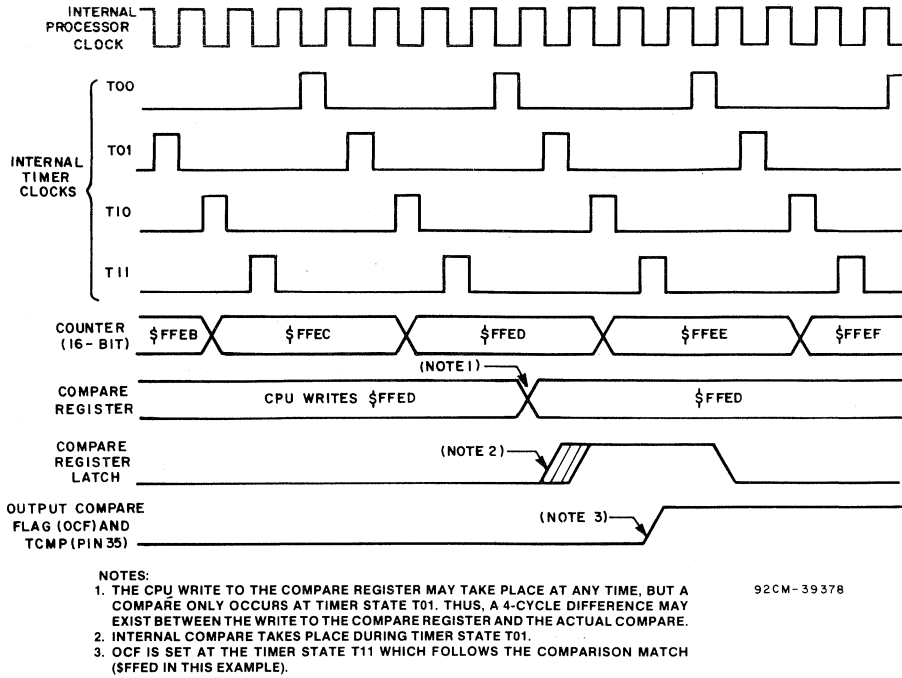 INTERNAL
PROCESSOR
CLOCK
T00
T01
INTERNAL
TIMER
CLOCKS
T10
T11
COUNTER
(16-BIT)
$FFEB
$FFEC
$FFED
$FFEE
$FFEF
(NOTE 1)
COMPARE
REGISTER
CPU WRITES $FFED
$FFED
COMPARE
REGISTER
LATCH
(NOTE 2)
OUTPUT COMPARE
FLAG (OCF) AND
TCMP (PIN 35)
(NOTE 3)
NOTES:
1. THE CPU WRITE TO THE COMPARE REGISTER MAY TAKE PLACE AT ANY TIME, BUT A
COMPARE ONLY OCCURS AT TIMER STATE T01. THUS, A 4-CYCLE DIFFERENCE MAY
EXIST BETWEEN THE WRITE TO THE COMPARE REGISTER AND THE ACTUAL COMPARE.
2. INTERNAL COMPARE TAKES PLACE DURING TIMER STATE T01.
3. OCF IS SET AT THE TIMER STATE T11 WHICH FOLLOWS THE COMPARISON MATCH
($FFED IN THIS EXAMPLE).
92CM-39378